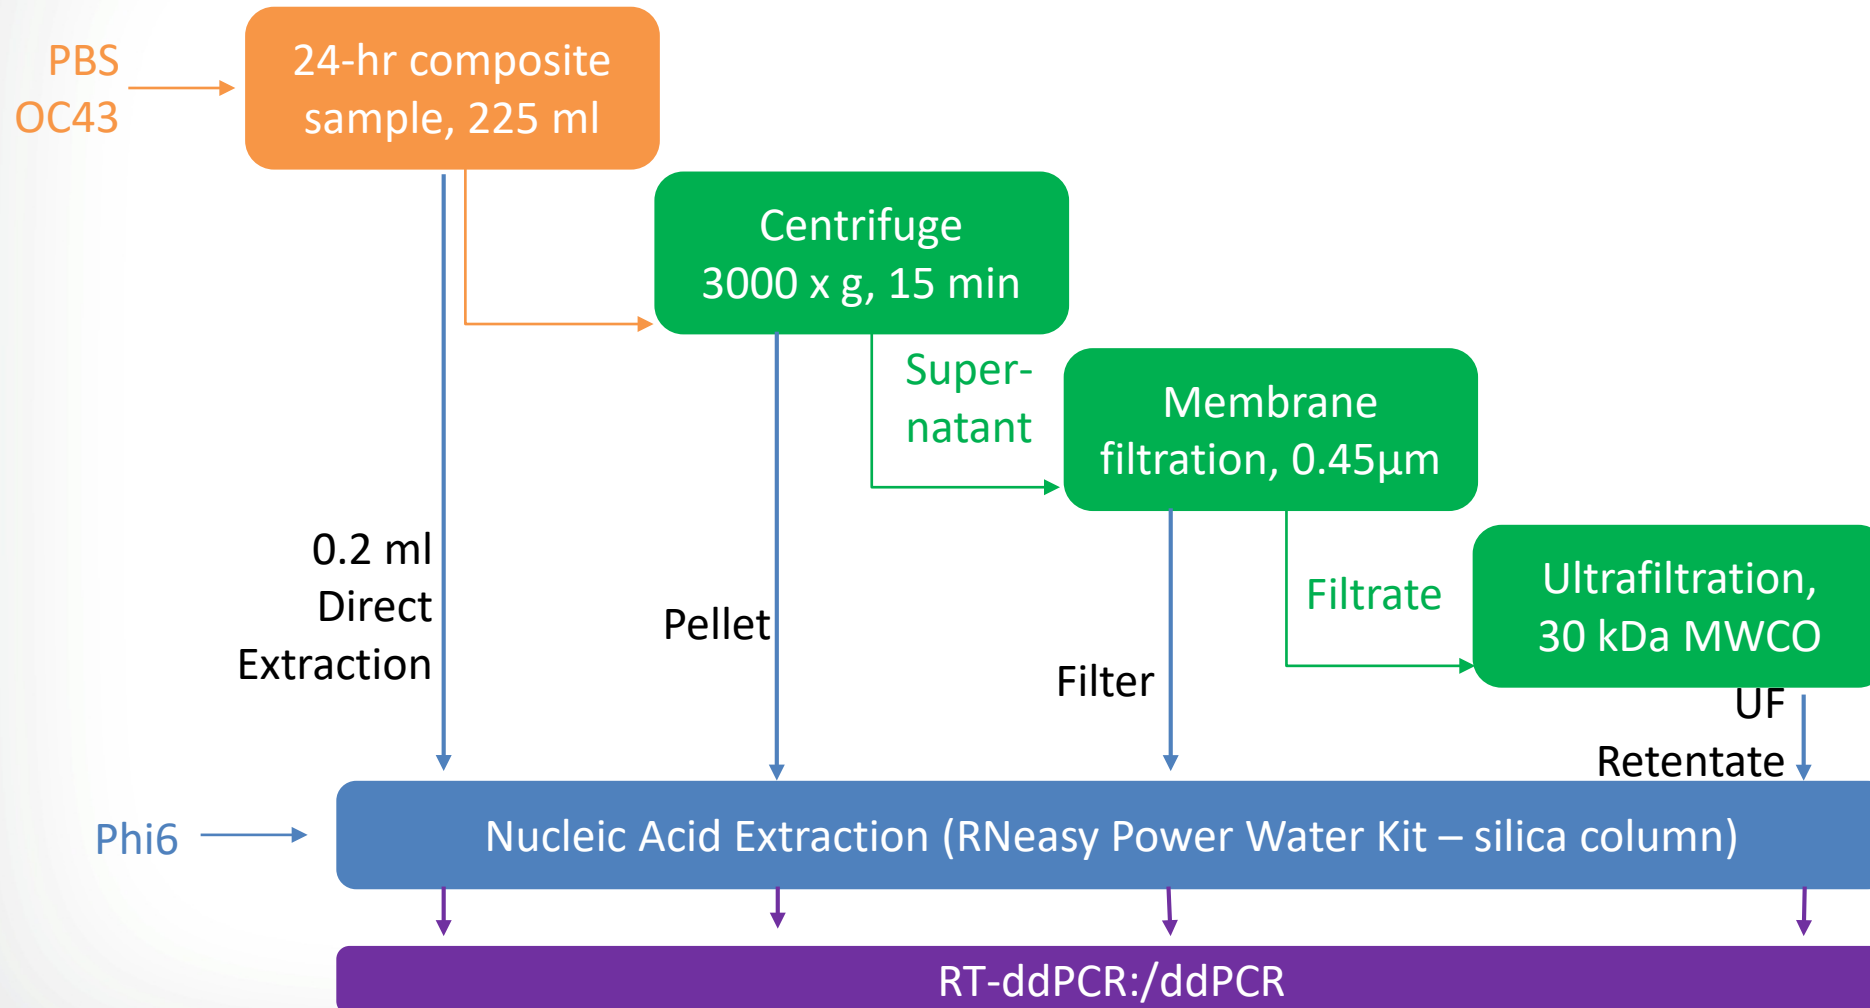 PBS
OC43
24-hr composite
sample, 225 ml
Centrifuge
3000 x g, 15 min
Super-
natant
Membrane
filtration, 0.45µm
0.2 ml
Direct
Extraction
Pellet
Filter
Filtrate
Ultrafiltration,
30 kDa MWCO
UF
Retentate
Phi6
Nucleic Acid Extraction (RNeasy Power Water Kit – silica column)
RT-ddPCR:/ddPCR